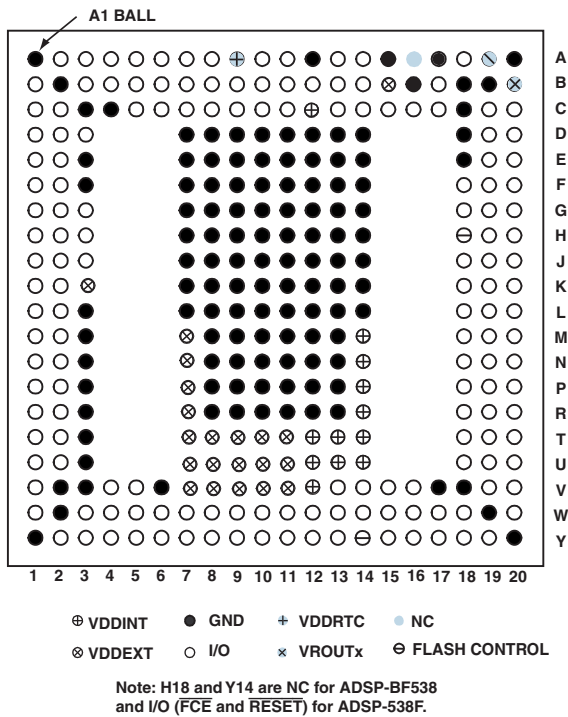 A1 BALL
A
B
C
D
E
F
G
H
J
K
L
M
N
P
R
T
U
V
W
Y
1 2 3 4 5 6 7 8 9 10 11 12 13 14 15 16 17 18 19 20
VDDINT GND VDDRTC NC
VDDEXT I/O VROUTx FLASH CONTROL
Note: H18 and Y14 are NC for ADSP-BF538
and I/O (FCE and RESET) for ADSP-538F.